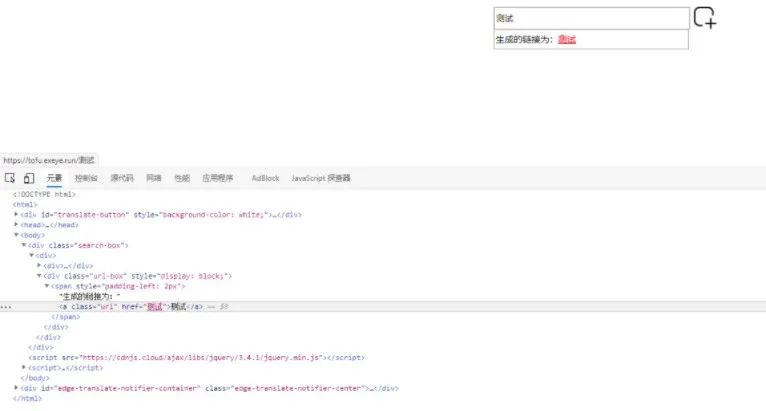 测试
生成的链接为：测试
https://tofu.exeye.run/测试
元素 控制台 源代码 网络 性能 应用程序 AdBlock JavaScript 探查器
<!DOCTYPE html>
<html>
<div id="translate-button" style="background-color: white;">…</div>
<head>…</head>
<body>
<div class="search-box">
<div>
<div>…</div>
<div class="url-box" style="display: block;">
<span style="padding-left: 2px">
"生成的链接为："
<a class="url" href="测试">测试</a> == $0
</span>
</div>
</div>
</div>
<script src="https://cdnjs.cloud/ajax/libs/jquery/3.4.1/jquery.min.js"></script>
<script>…</script>
</body>
<div id="edge-translate-notifier-container" class="edge-translate-notifier-center">…</div>
</html>